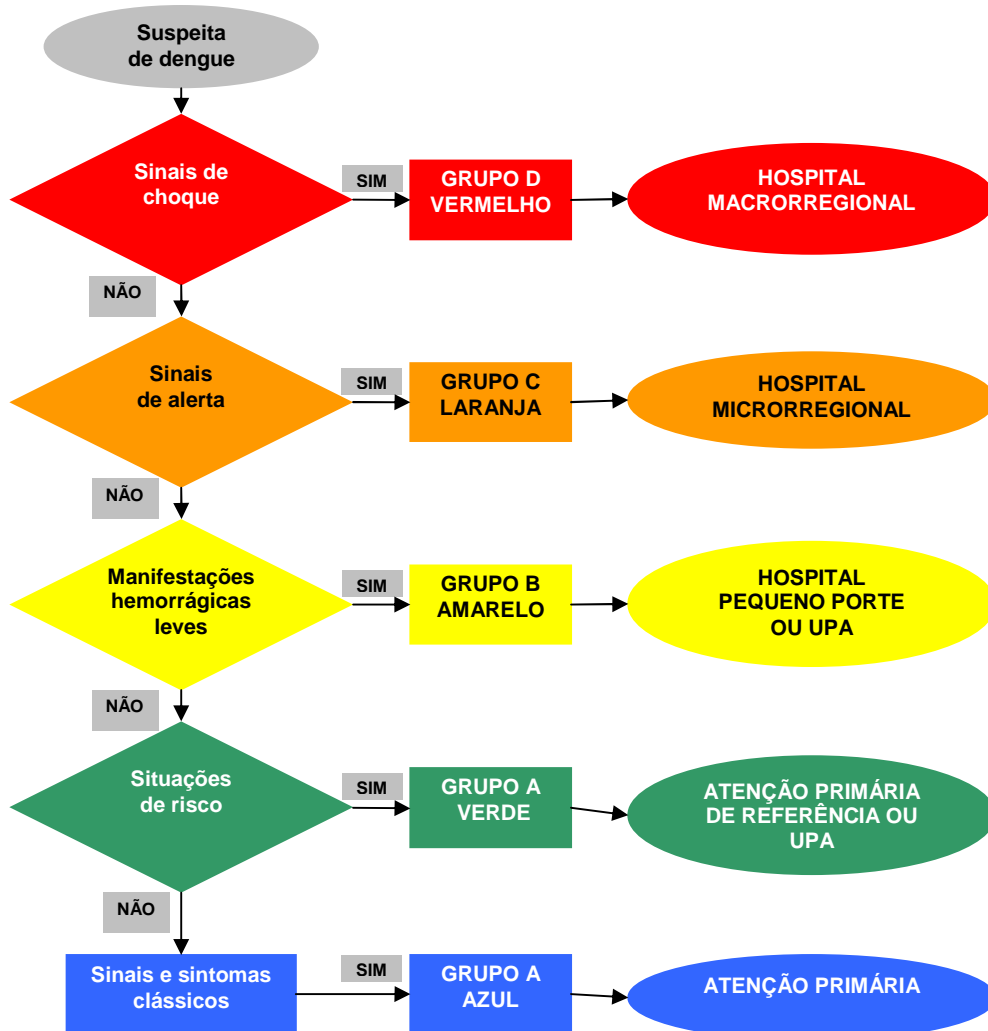 Suspeita
de dengue
Sinais de
choque
SIM
GRUPO D
VERMELHO
HOSPITAL
MACRORREGIONAL
NÃO
Sinais
de alerta
SIM
GRUPO C
LARANJA
HOSPITAL
MICRORREGIONAL
NÃO
Manifestações
hemorrágicas
leves
SIM
GRUPO B
AMARELO
HOSPITAL
PEQUENO PORTE
OU UPA
NÃO
Situações
de risco
SIM
GRUPO A
VERDE
ATENÇÃO PRIMÁRIA
DE REFERÊNCIA OU
UPA
NÃO
Sinais e sintomas
clássicos
SIM
GRUPO A
AZUL
ATENÇÃO PRIMÁRIA